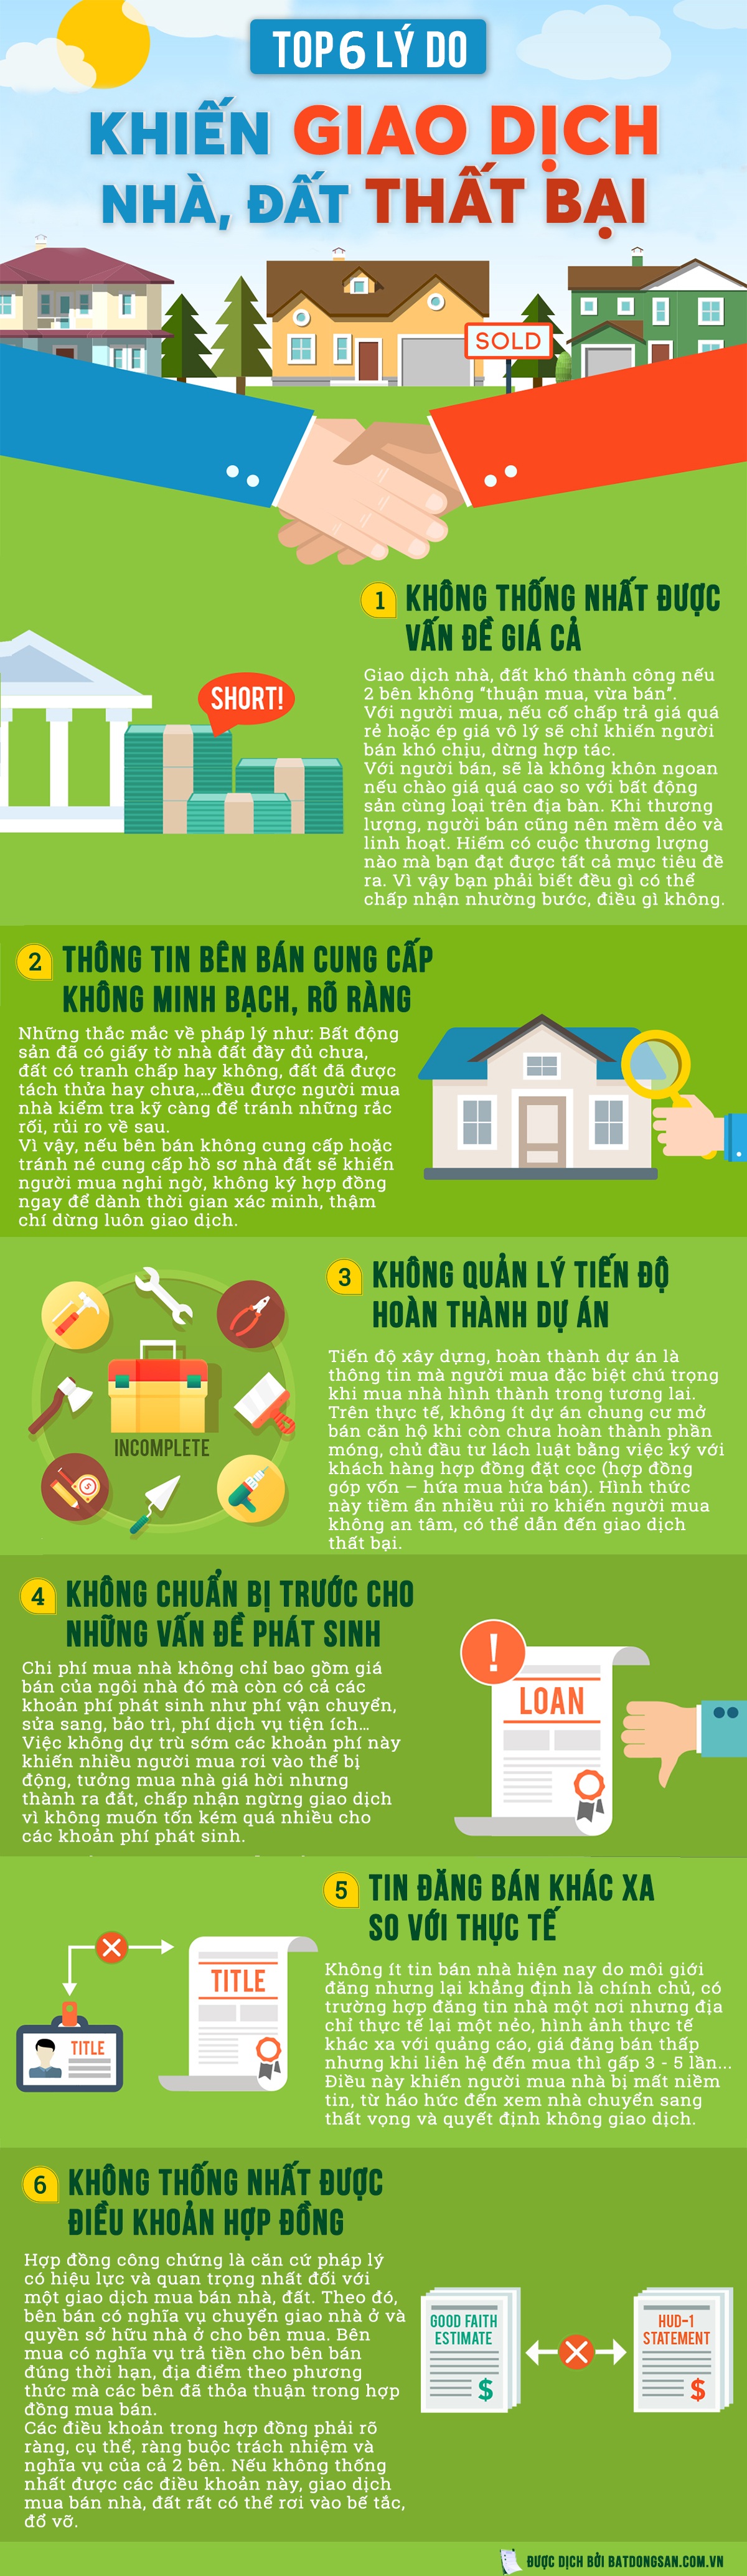 TOP 6 LÝ DO
KHIẾN GIAO DỊCH
NHÀ, ĐẤT THẤT BẠI
SOLD
1 KHÔNG THỐNG NHẤT ĐƯỢC
VẤN ĐỀ GIÁ CẢ
SHORT!
Giao dịch nhà, đất khó thành công nếu
2 bên không “thuận mua, vừa bán”.
Với người mua, nếu cố chấp trả giá quá
rẻ hoặc ép giá vô lý sẽ chỉ khiến người
bán khó chịu, dừng hợp tác.
Với người bán, sẽ là không khôn ngoan
nếu chào giá quá cao so với bất động
sản cùng loại trên địa bàn. Khi thương
lượng, người bán cũng nên mềm dẻo và
linh hoạt. Hiếm có cuộc thương lượng
nào mà bạn đạt được tất cả mục tiêu đề
ra. Vì vậy bạn phải biết đều gì có thể
chấp nhận nhường bước, điều gì không.
2 THÔNG TIN BÊN BÁN CUNG CẤP
KHÔNG MINH BẠCH, RÕ RÀNG
Những thắc mắc về pháp lý như: Bất động
sản đã có giấy tờ nhà đất đầy đủ chưa,
đất có tranh chấp hay không, đất đã được
tách thửa hay chưa,...đều được người mua
nhà kiểm tra kỹ càng để tránh những rắc
rối, rủi ro về sau.
Vì vậy, nếu bên bán không cung cấp hoặc
tránh né cung cấp hồ sơ nhà đất sẽ khiến
người mua nghi ngờ, không ký hợp đồng
ngay để dành thời gian xác minh, thậm
chí dừng luôn giao dịch.
3 KHÔNG QUẢN LÝ TIẾN ĐỘ
HOÀN THÀNH DỰ ÁN
INCOMPLETE
Tiến độ xây dựng, hoàn thành dự án là
thông tin mà người mua đặc biệt chú trọng
khi mua nhà hình thành trong tương lai.
Trên thực tế, không ít dự án chung cư mở
bán căn hộ khi còn chưa hoàn thành phần
móng, chủ đầu tư lách luật bằng việc ký với
khách hàng hợp đồng đặt cọc (hợp đồng
góp vốn – hứa mua hứa bán). Hình thức
này tiềm ẩn nhiều rủi ro khiến người mua
không an tâm, có thể dẫn đến giao dịch
thất bại.
4 KHÔNG CHUẨN BỊ TRƯỚC CHO
NHỮNG VẤN ĐỀ PHÁT SINH
Chi phí mua nhà không chỉ bao gồm giá
bán của ngôi nhà đó mà còn có cả các
khoản phí phát sinh như phí vận chuyển,
sửa sang, bảo trì, phí dịch vụ tiện ích...
Việc không dự trù sớm các khoản phí này
khiến nhiều người mua rơi vào thế bị
động, tưởng mua nhà giá hời nhưng
thành ra đắt, chấp nhận ngừng giao dịch
vì không muốn tốn kém quá nhiều cho
các khoản phí phát sinh.
!
LOAN
5 TIN ĐĂNG BÁN KHÁC XA
SO VỚI THỰC TẾ
TITLE
TITLE
Không ít tin bán nhà hiện nay do môi giới
đăng nhưng lại khẳng định là chính chủ, có
trường hợp đăng tin nhà một nơi nhưng địa
chỉ thực tế lại một nẻo, hình ảnh thực tế
khác xa với quảng cáo, giá đăng bán thấp
nhưng khi liên hệ đến mua thì gấp 3 - 5 lần...
Điều này khiến người mua nhà bị mất niềm
tin, từ háo hức đến xem nhà chuyển sang
thất vọng và quyết định không giao dịch.
6 KHÔNG THỐNG NHẤT ĐƯỢC
ĐIỀU KHOẢN HỢP ĐỒNG
Hợp đồng công chứng là căn cứ pháp lý
có hiệu lực và quan trọng nhất đối với
một giao dịch mua bán nhà, đất. Theo đó,
bên bán có nghĩa vụ chuyển giao nhà ở và
quyền sở hữu nhà ở cho bên mua. Bên
mua có nghĩa vụ trả tiền cho bên bán
đúng thời hạn, địa điểm theo phương
thức mà các bên đã thỏa thuận trong hợp
đồng mua bán.
Các điều khoản trong hợp đồng phải rõ
ràng, cụ thể, ràng buộc trách nhiệm và
nghĩa vụ của cả 2 bên. Nếu không thống
nhất được các điều khoản này, giao dịch
mua bán nhà, đất rất có thể rơi vào bế tắc,
đổ vỡ.
GOOD FAITH
ESTIMATE
$
HUD-1
STATEMENT
$
ĐƯỢC DỊCH BỞI BATDONGSAN.COM.VN